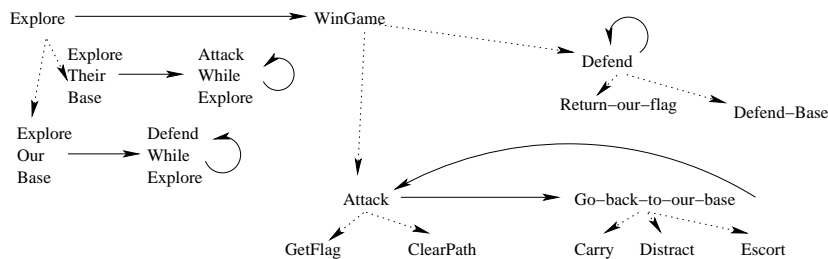 Explore
WinGame
Explore
Their
Base
Attack
While
Explore
Defend
Return−our−flag
Defend−Base
Explore
Our
Base
Defend
While
Explore
Attack
Go−back−to−our−base
GetFlag
ClearPath
Carry
Distract
Escort